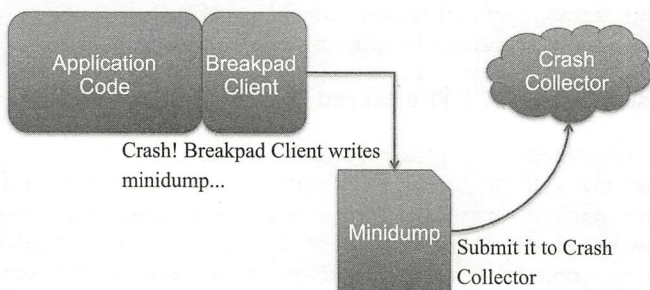 Application
Code
Breakpad
Client
Crash
Collector
Crash! Breakpad Client writes
minidump...
Minidump
Submit it to Crash
Collector